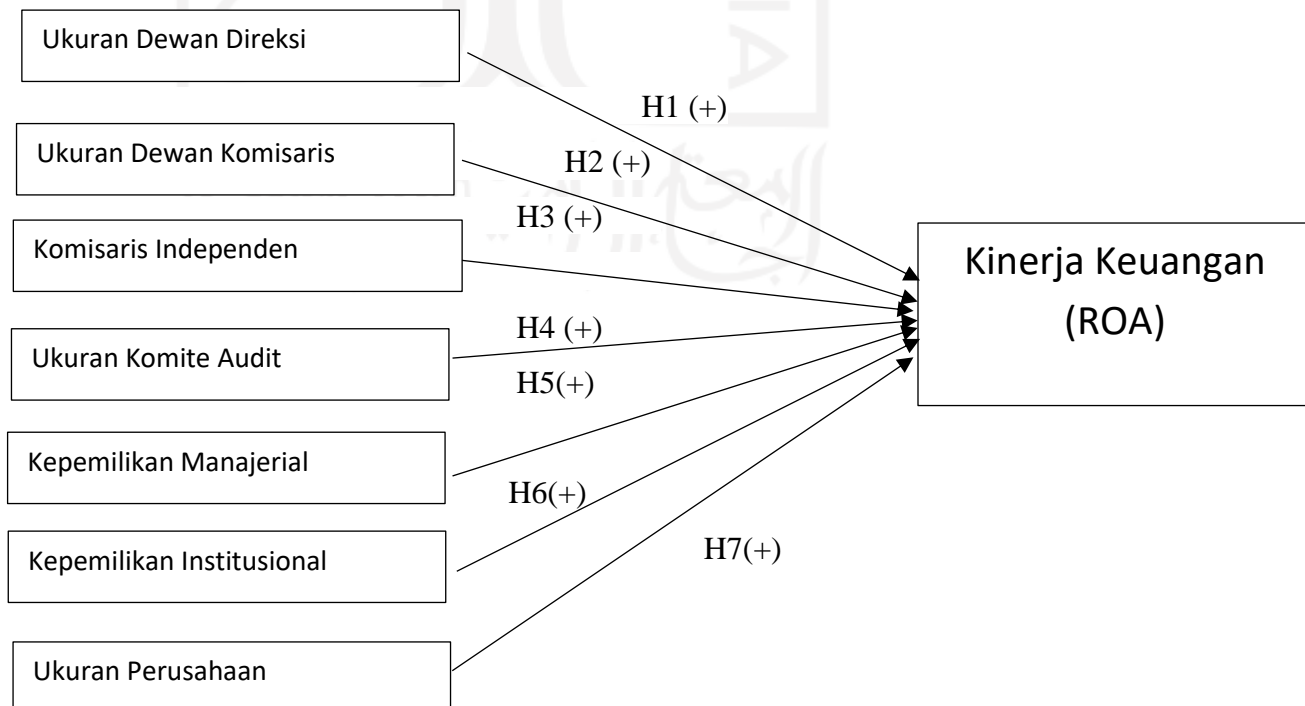 Ukuran Dewan Direksi
H1 (+)
Ukuran Dewan Komisaris
H2 (+)
H3 (+)
Komisaris Independen
Kinerja Keuangan
(ROA)
H4 (+)
Ukuran Komite Audit
H5(+)
Kepemilikan Manajerial
H6(+)
Kepemilikan Institusional
H7(+)
Ukuran Perusahaan